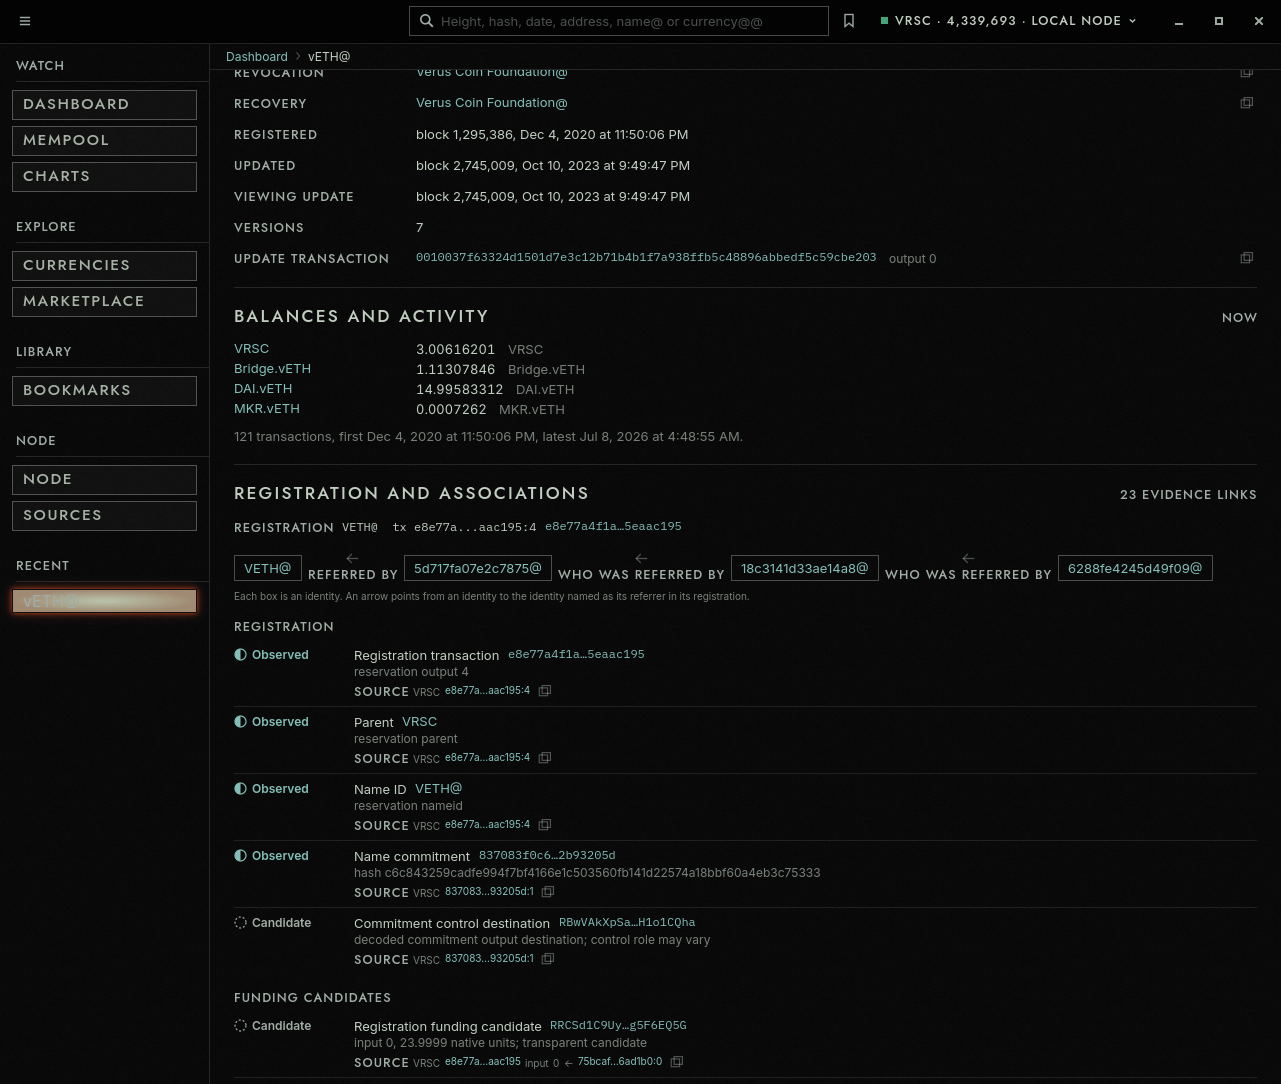 Height, hash, date, address, name@ or currency@@
VRSC · 4,339,693 · LOCAL NODE
WATCH
DASHBOARD
MEMPOOL
CHARTS
EXPLORE
CURRENCIES
MARKETPLACE
LIBRARY
BOOKMARKS
NODE
NODE
SOURCES
RECENT
vETH@
Dashboard > vETH@
REVOCATION Verus Coin Foundation@
RECOVERY Verus Coin Foundation@
REGISTERED block 1,295,386, Dec 4, 2020 at 11:50:06 PM
UPDATED block 2,745,009, Oct 10, 2023 at 9:49:47 PM
VIEWING UPDATE block 2,745,009, Oct 10, 2023 at 9:49:47 PM
VERSIONS 7
UPDATE TRANSACTION 0010037f63324d1501d7e3c12b71b4b1f7a938ffb5c48896abbedf5c59cbe203 output 0
BALANCES AND ACTIVITY NOW
VRSC 3.00616201 VRSC
Bridge.vETH 1.11307846 Bridge.vETH
DAI.vETH 14.99583312 DAI.vETH
MKR.vETH 0.0007262 MKR.vETH
121 transactions, first Dec 4, 2020 at 11:50:06 PM, latest Jul 8, 2026 at 4:48:55 AM.
REGISTRATION AND ASSOCIATIONS 23 EVIDENCE LINKS
REGISTRATION VETH@ tx e8e77a...aac195:4 e8e77a4f1a…5eaac195
VETH@ ← REFERRED BY 5d717fa07e2c7875@ ← WHO WAS REFERRED BY 18c3141d33ae14a8@ ← WHO WAS REFERRED BY 6288fe4245d49f09@
Each box is an identity. An arrow points from an identity to the identity named as its referrer in its registration.
REGISTRATION
Observed Registration transaction e8e77a4f1a…5eaac195
reservation output 4
SOURCE VRSC e8e77a…aac195:4
Observed Parent VRSC
reservation parent
SOURCE VRSC e8e77a…aac195:4
Observed Name ID VETH@
reservation nameid
SOURCE VRSC e8e77a…aac195:4
Observed Name commitment 837083f0c6…2b93205d
hash c6c843259cadfe994f7bf4166e1c503560fb141d22574a18bbf60a4eb3c75333
SOURCE VRSC 837083…93205d:1
Candidate Commitment control destination RBwVAkXpSa…H1o1CQha
decoded commitment output destination; control role may vary
SOURCE VRSC 837083…93205d:1
FUNDING CANDIDATES
Candidate Registration funding candidate RRCSd1C9Uy…g5F6EQ5G
input 0, 23.9999 native units; transparent candidate
SOURCE VRSC e8e77a…aac195 input 0 ← 75bcaf…6ad1b0:0